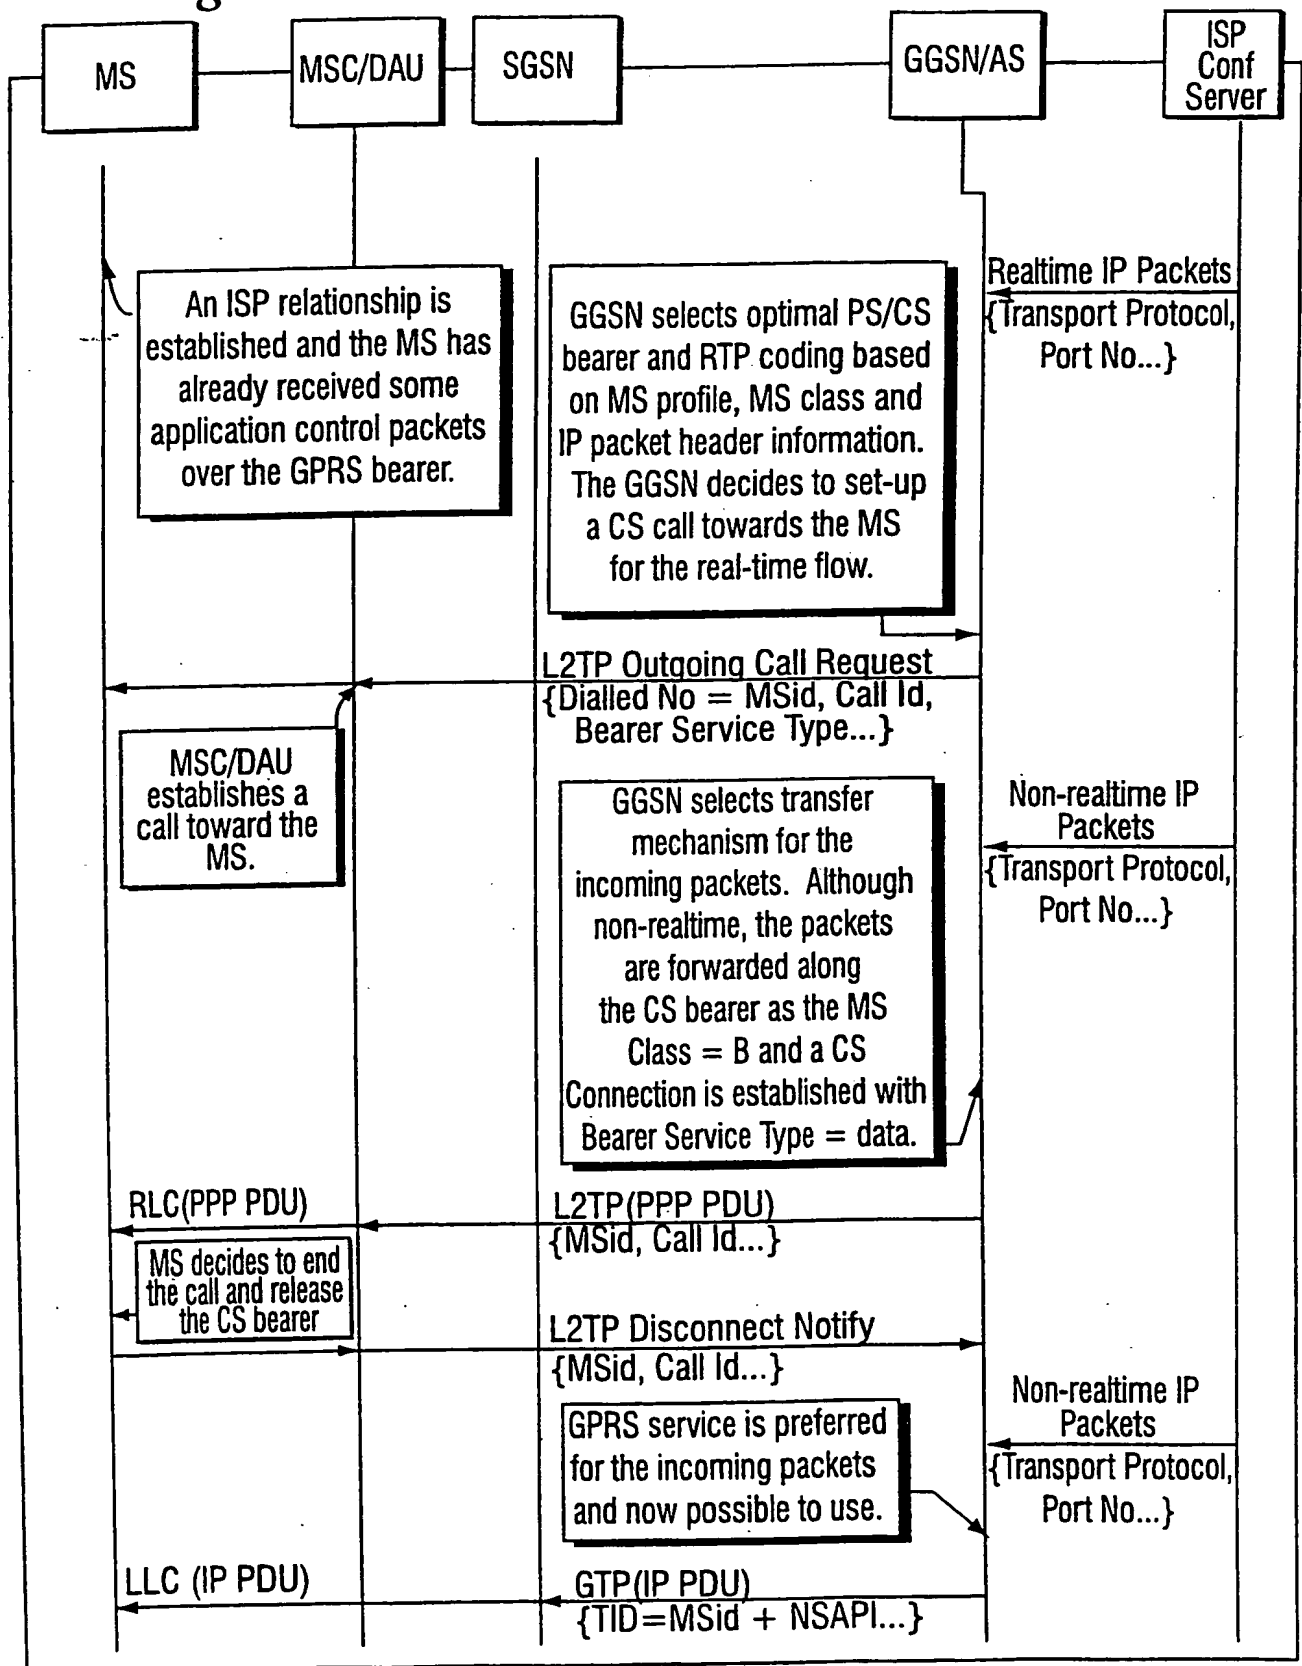 MS
MSC/DAU
SGSN
GGSN/AS
ISP
Conf
Server
An ISP relationship is
established and the MS has
already received some
application control packets
over the GPRS bearer.
GGSN selects optimal PS/CS
bearer and RTP coding based
on MS profile, MS class and
IP packet header information.
The GGSN decides to set-up
a CS call towards the MS
for the real-time flow.
Realtime IP Packets
{Transport Protocol,
Port No...}
L2TP Outgoing Call Request
{Dialled No = MSid, Call Id,
Bearer Service Type...}
MSC/DAU
establishes a
call toward the
MS.
GGSN selects transfer
mechanism for the
incoming packets. Although
non-realtime, the packets
are forwarded along
the CS bearer as the MS
Class = B and a CS
Connection is established with
Bearer Service Type = data.
Non-realtime IP
Packets
{Transport Protocol,
Port No...}
RLC(PPP PDU)
L2TP(PPP PDU)
{MSid, Call Id...}
MS decides to end
the call and release
the CS bearer
L2TP Disconnect Notify
{MSid, Call Id...}
GPRS service is preferred
for the incoming packets
and now possible to use.
Non-realtime IP
Packets
{Transport Protocol,
Port No...}
LLC (IP PDU)
GTP(IP PDU)
{TID=MSid + NSAPI...}